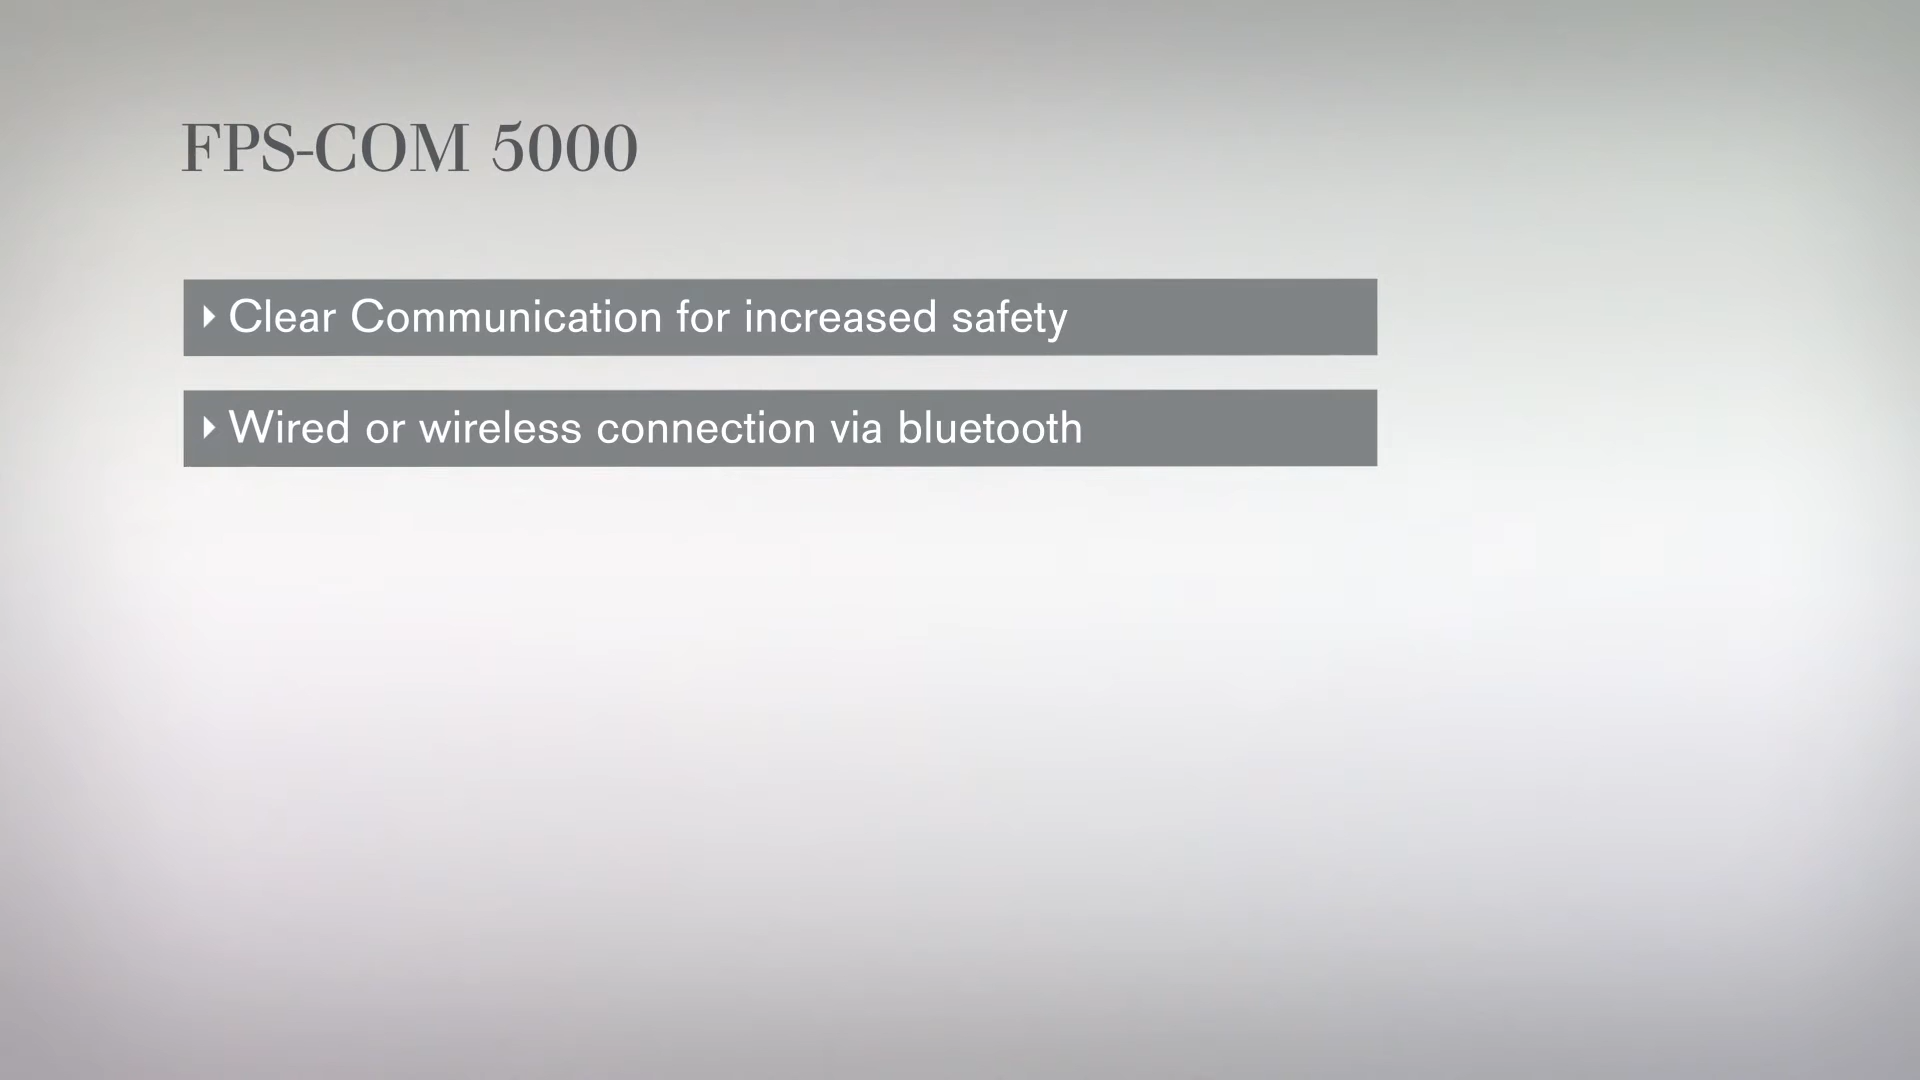 FPS-COM 5000
Clear Communication for increased safety
Wired or wireless connection via bluetooth